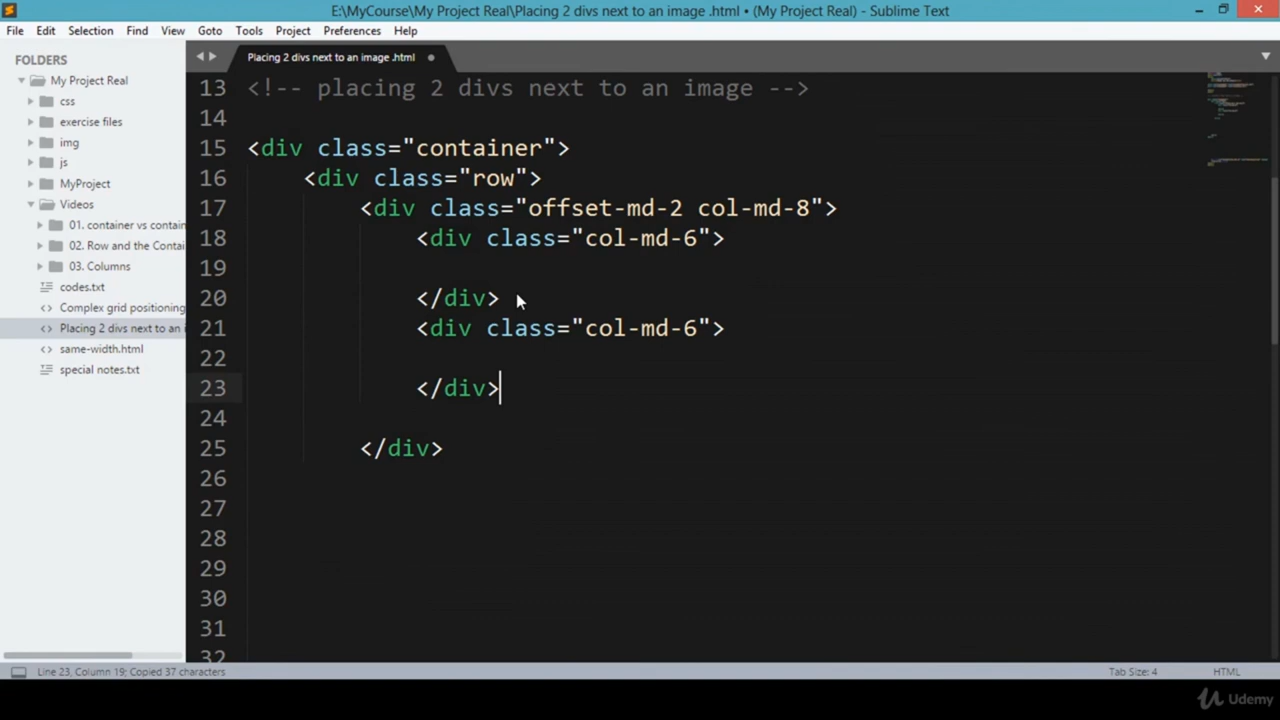 E:\MyCourse\My Project Real\Placing 2 divs next to an image .html • (My Project Real) - Sublime Text
File Edit Selection Find View Goto Tools Project Preferences Help
FOLDERS
My Project Real
css
exercise files
img
js
MyProject
Videos
01. container vs contain
02. Row and the Contai
03. Columns
codes.txt
Complex grid positioning
Placing 2 divs next to an i
same-width.html
special notes.txt
Placing 2 divs next to an image .html
13 <!-- placing 2 divs next to an image -->
14
15 <div class="container">
16 <div class="row">
17 <div class="offset-md-2 col-md-8">
18 <div class="col-md-6">
19
20 </div>
21 <div class="col-md-6">
22
23 </div>
24
25 </div>
26
27
28
29
30
31
32
Line 23, Column 19; Copied 37 characters
Tab Size: 4
HTML
Udemy